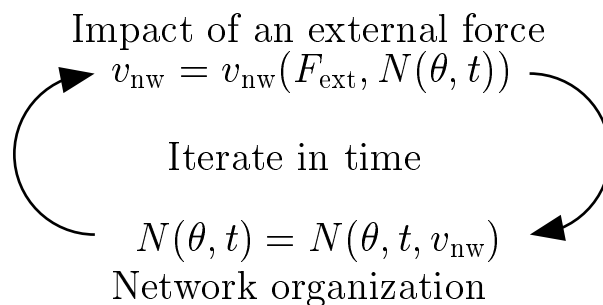 Impact of an external force
v_nw = v_nw(F_ext, N(θ, t))
Iterate in time
N(θ, t) = N(θ, t, v_nw)
Network organization